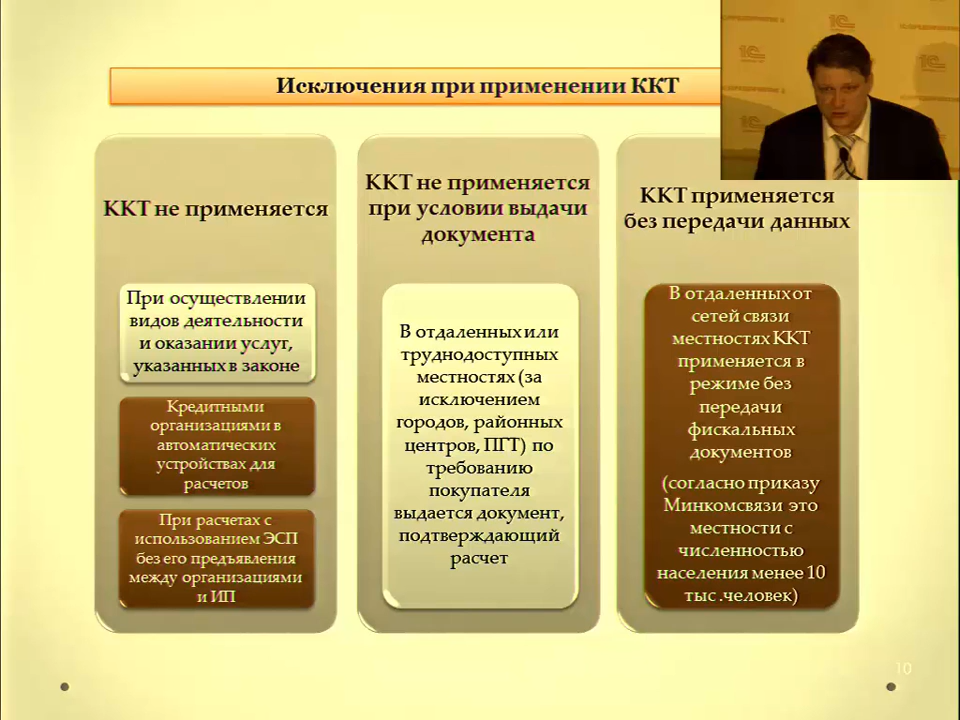 Исключения при применении ККТ
ККТ не применяется
При осуществлении
видов деятельности
и оказании услуг,
указанных в законе
Кредитными
организациями в
автоматических
устройствах для
расчетов
При расчетах с
использованием ЭСП
без его предъявления
между организациями
и ИП
ККТ не применяется
при условии выдачи
документа
В отдаленных или
труднодоступных
местностях (за
исключением
городов, районных
центров, ПГТ) по
требованию
покупателя
выдается документ,
подтверждающий
расчет
ККТ применяется
без передачи данных
В отдаленных от
сетей связи
местностях ККТ
применяется в
режиме без
передачи
фискальных
документов
(согласно приказу
Минкомсвязи это
местности с
численностью
населения менее 10
тыс .человек)
10
1С
1С
1С